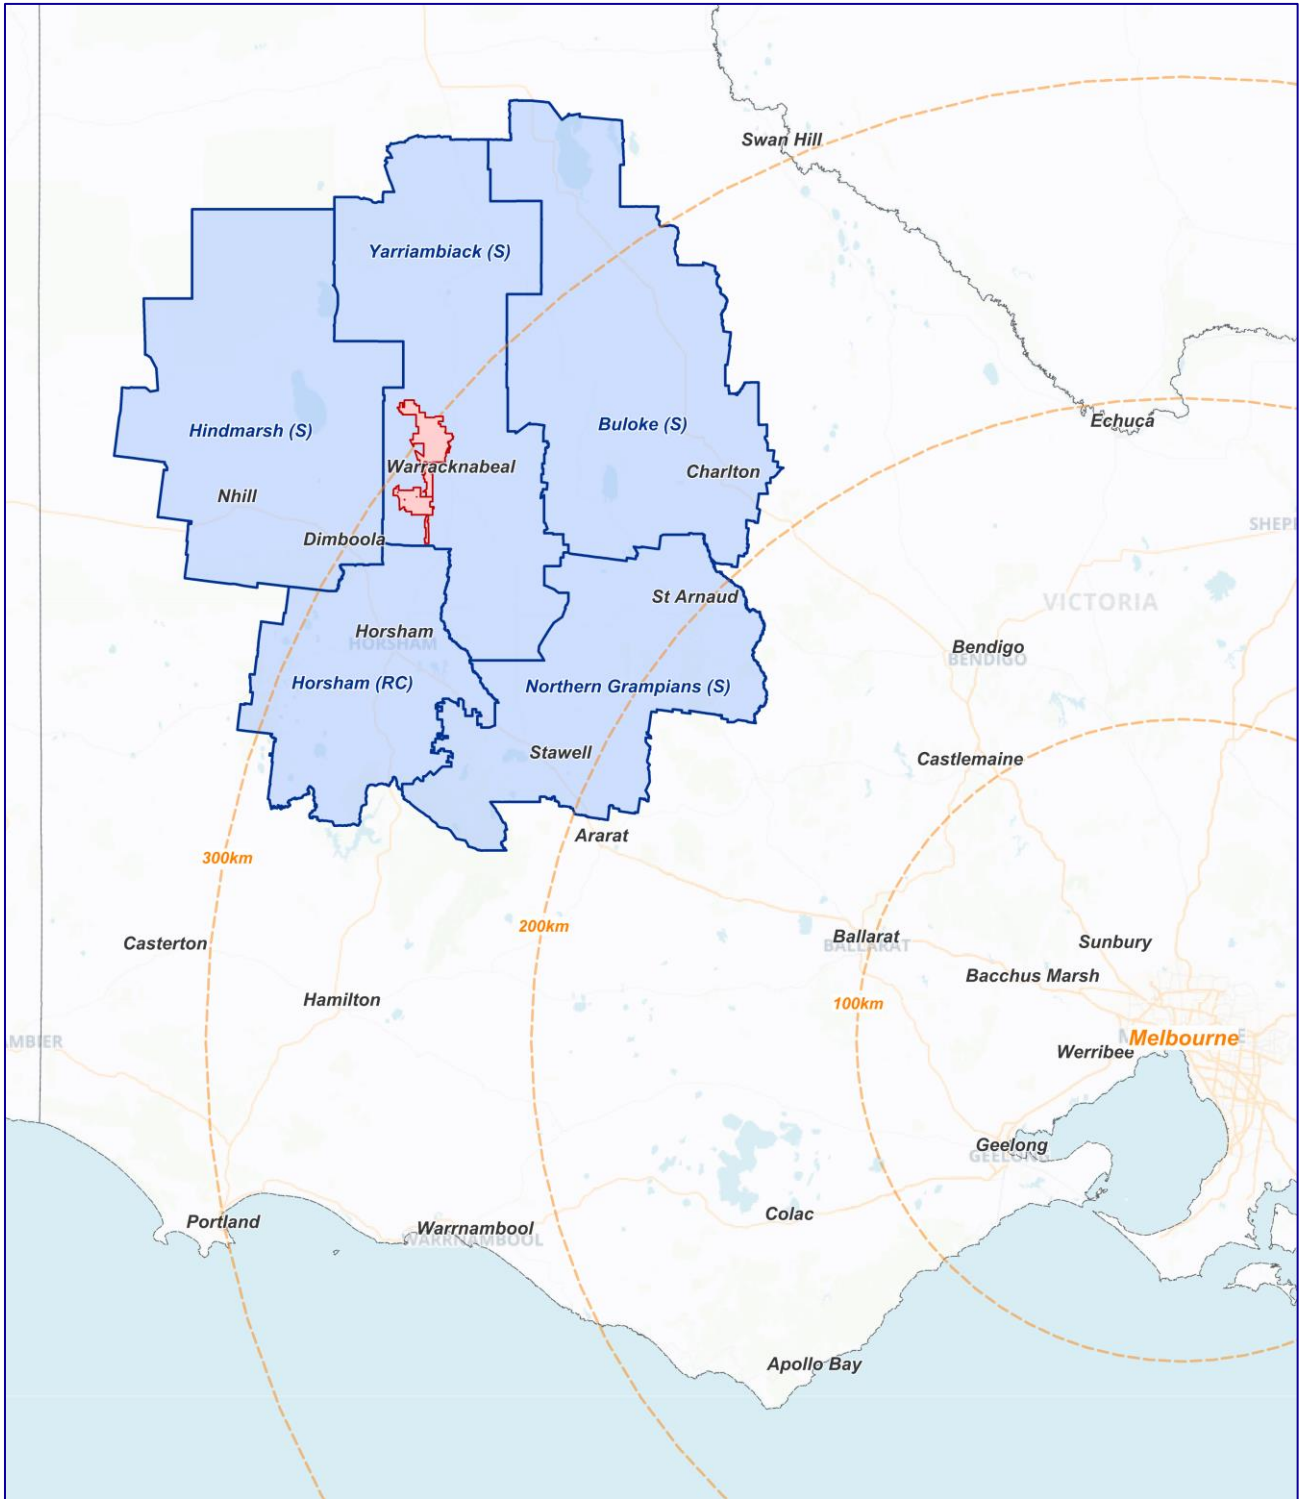 Swan Hill
Yarriambiack (S)
Hindmarsh (S)
Buloke (S)
Echuca
Warracknabeal
Charlton
Nhill
SHEPP
Dimboola
St Arnaud
VICTORIA
Horsham
HORSHAM
Bendigo
BENDIGO
Horsham (RC)
Northern Grampians (S)
Stawell
Castlemaine
Ararat
300km
200km
Casterton
Ballarat
BALLARAT
Sunbury
Bacchus Marsh
Hamilton
100km
AMBIER
Melbourne
Werribee
Geelong
GEELONG
Portland
Warrnambool
WARRNAMBOOL
Colac
Apollo Bay